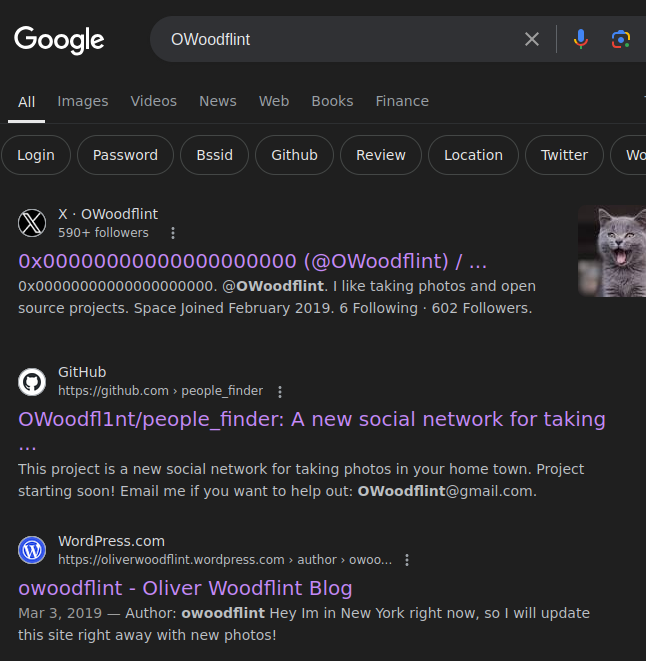 Google
OWoodflint
All Images Videos News Web Books Finance
Login Password Bssid Github Review Location Twitter
X · OWoodflint
590+ followers
0x00000000000000000000 (@OWoodflint) / ...
0x00000000000000000000. @OWoodflint. I like taking photos and open
source projects. Space Joined February 2019. 6 Following · 602 Followers.
GitHub
https://github.com › people_finder
OWoodfl1nt/people_finder: A new social network for taking
...
This project is a new social network for taking photos in your home town. Project
starting soon! Email me if you want to help out: OWoodflint@gmail.com.
WordPress.com
https://oliverwoodflint.wordpress.com › author › owoo...
owoodflint - Oliver Woodflint Blog
Mar 3, 2019 — Author: owoodflint Hey Im in New York right now, so I will update
this site right away with new photos!